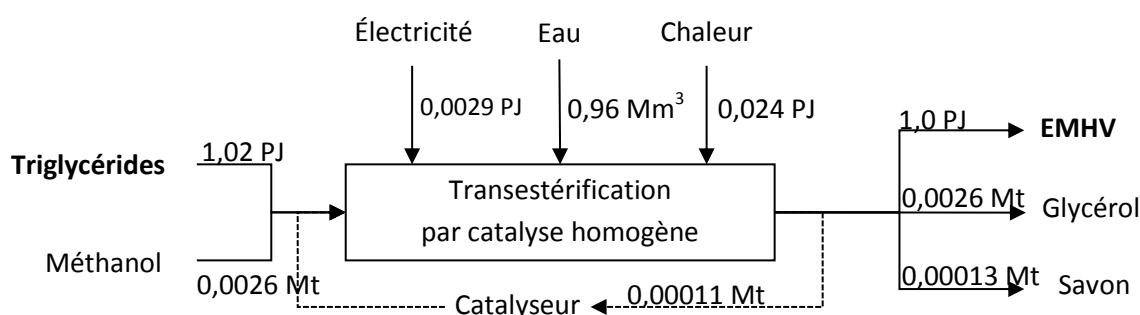 Électricité Eau Chaleur
0,0029 PJ 0,96 Mm³ 0,024 PJ
1,0 PJ EMHV
Triglycérides 1,02 PJ
Transestérification
par catalyse homogène
0,0026 Mt Glycérol
Méthanol
0,0026 Mt
0,00013 Mt Savon
Catalyseur 0,00011 Mt